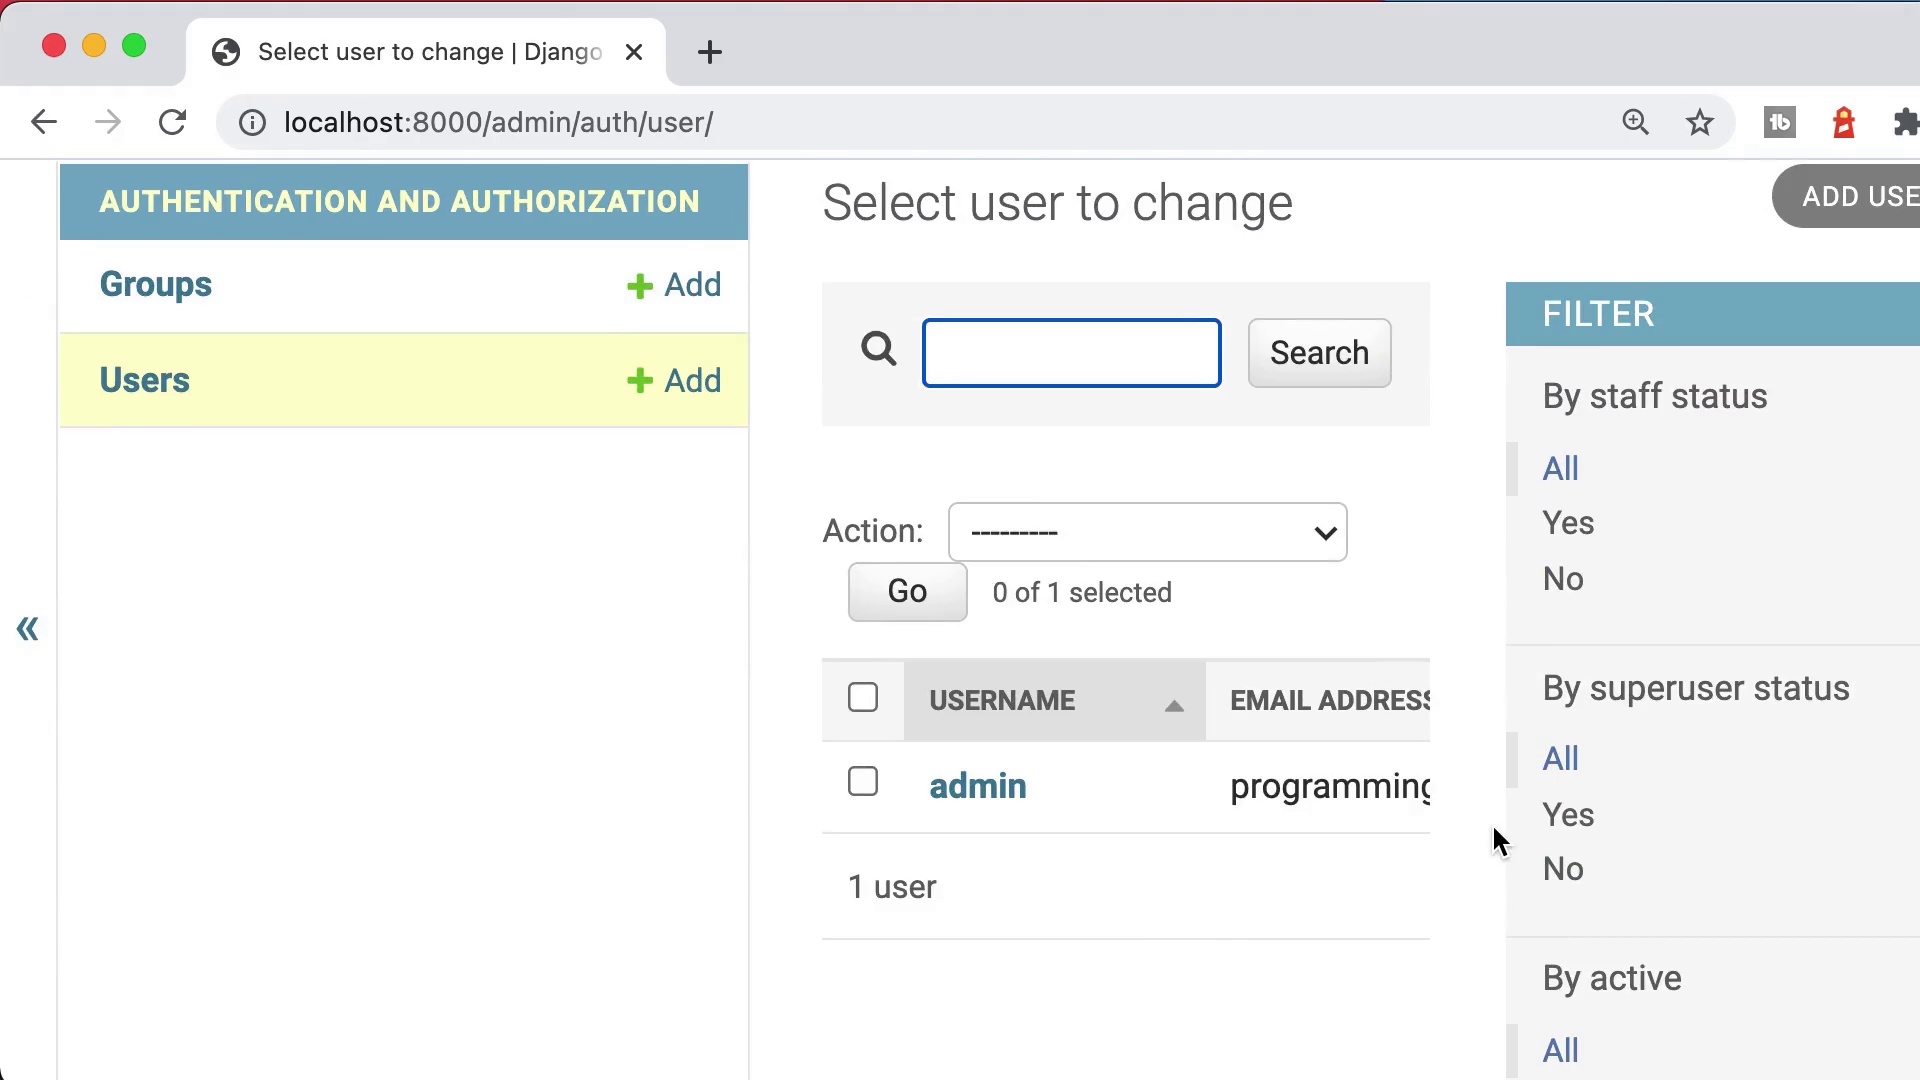 Select user to change | Django
localhost:8000/admin/auth/user/
AUTHENTICATION AND AUTHORIZATION
Groups
Add
Users
Add
«
Select user to change
ADD USE
Search
Action:
---------
Go
0 of 1 selected
USERNAME
EMAIL ADDRESS
admin
programming
1 user
FILTER
By staff status
All
Yes
No
By superuser status
All
Yes
No
By active
All